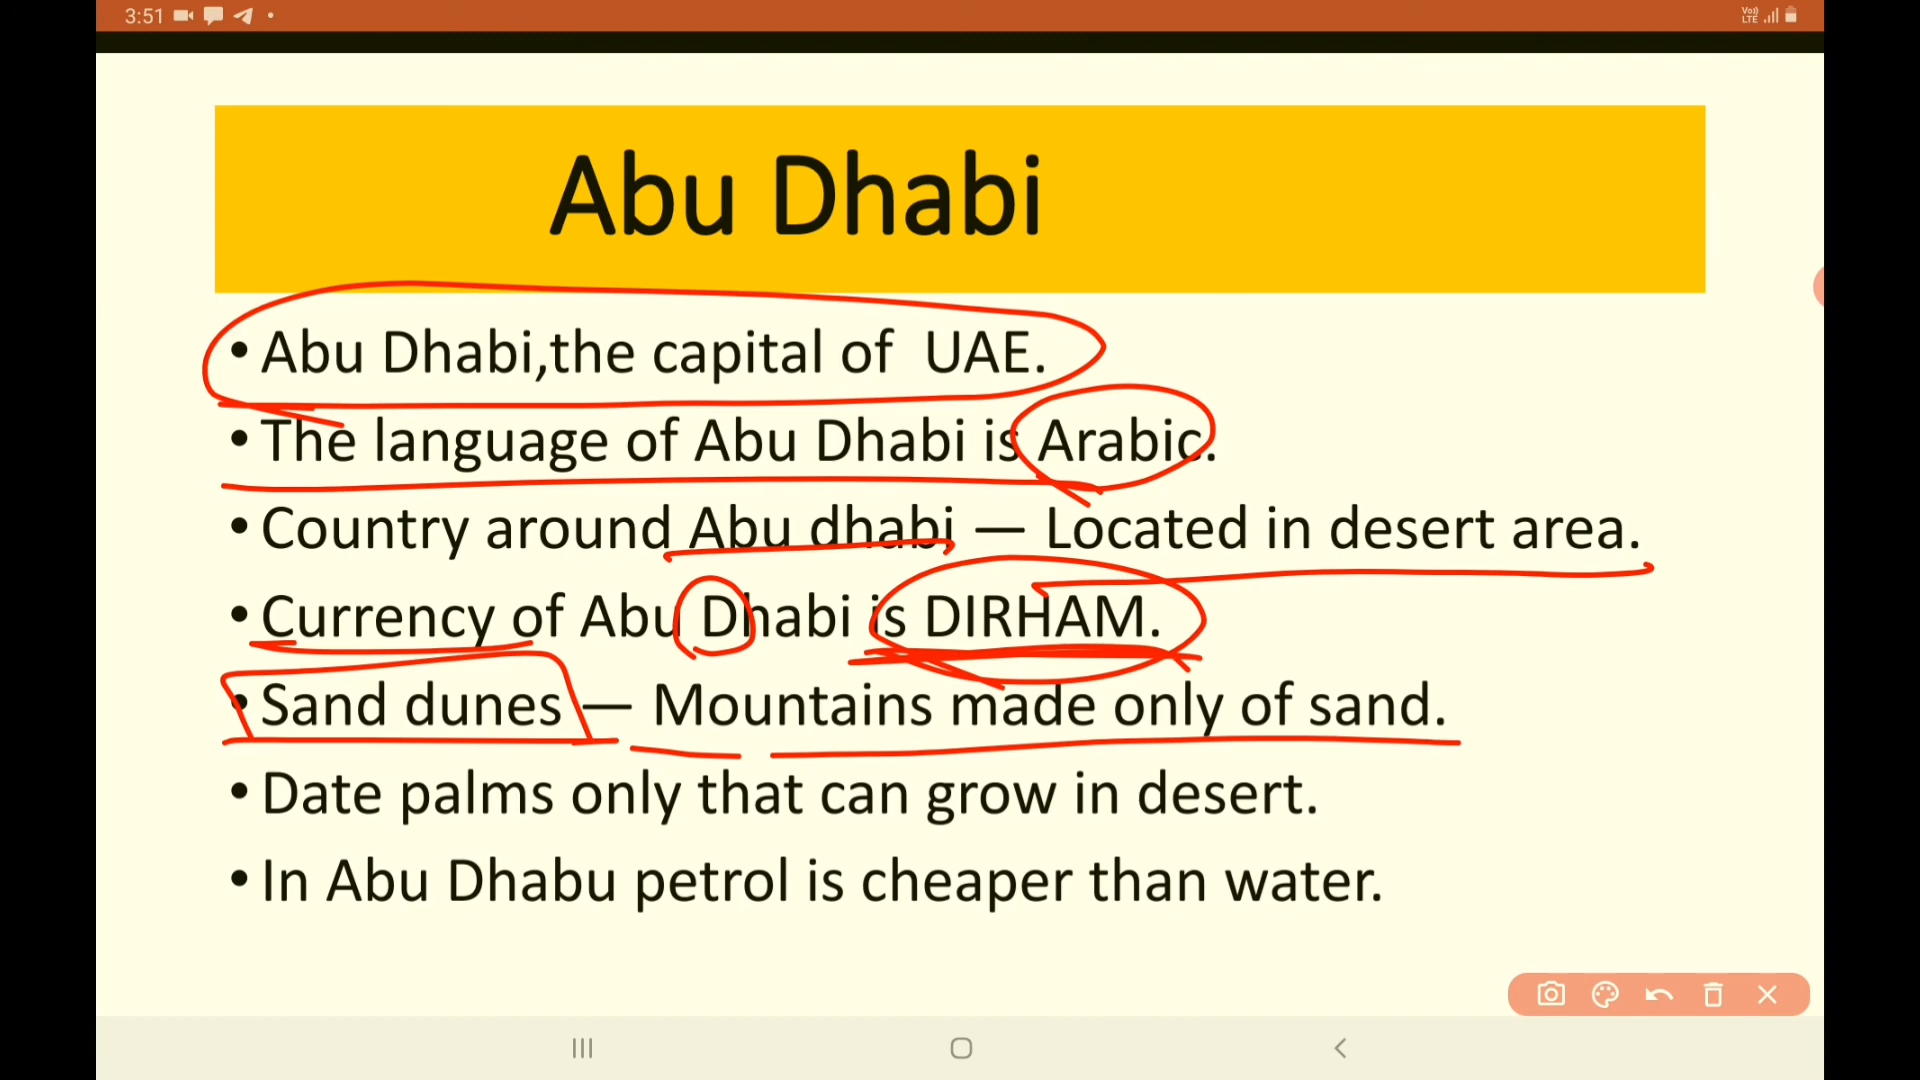 3:51
Vo)) LTE
Abu Dhabi
• Abu Dhabi,the capital of UAE.
• The language of Abu Dhabi is Arabic.
• Country around Abu dhabi — Located in desert area.
• Currency of Abu Dhabi is DIRHAM.
• Sand dunes — Mountains made only of sand.
• Date palms only that can grow in desert.
• In Abu Dhabu petrol is cheaper than water.